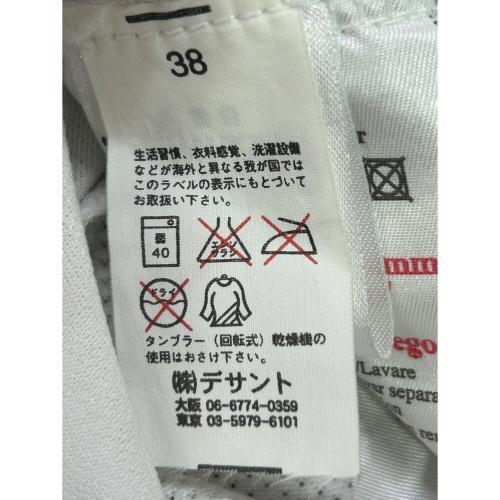 38
生活習慣、衣料感覚、洗濯設備
などが海外と異なる我が国では
このラベルの表示にもとづいて
お取扱い下さい。
弱
40
エンソ
サラシ
ドライ
タンブラー（回転式）乾燥機の
使用はおさけ下さい。
㈱デサント
大阪 06-6774-0359
東京 03-5979-6101
/Lavare